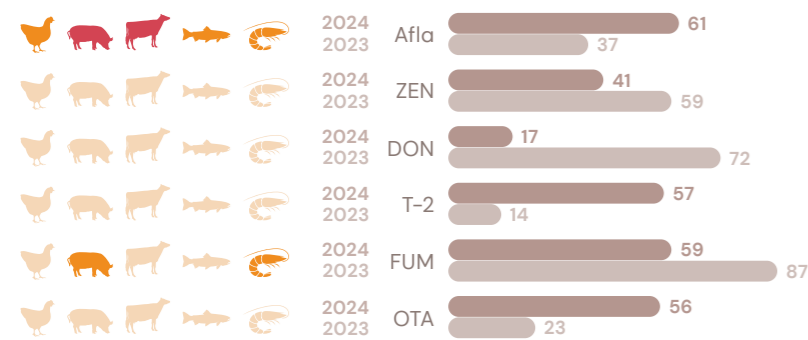 2024 Afla 61
2023 37
2024 ZEN 41
2023 59
2024 DON 17
2023 72
2024 T-2 57
2023 14
2024 FUM 59
2023 87
2024 OTA 56
2023 23